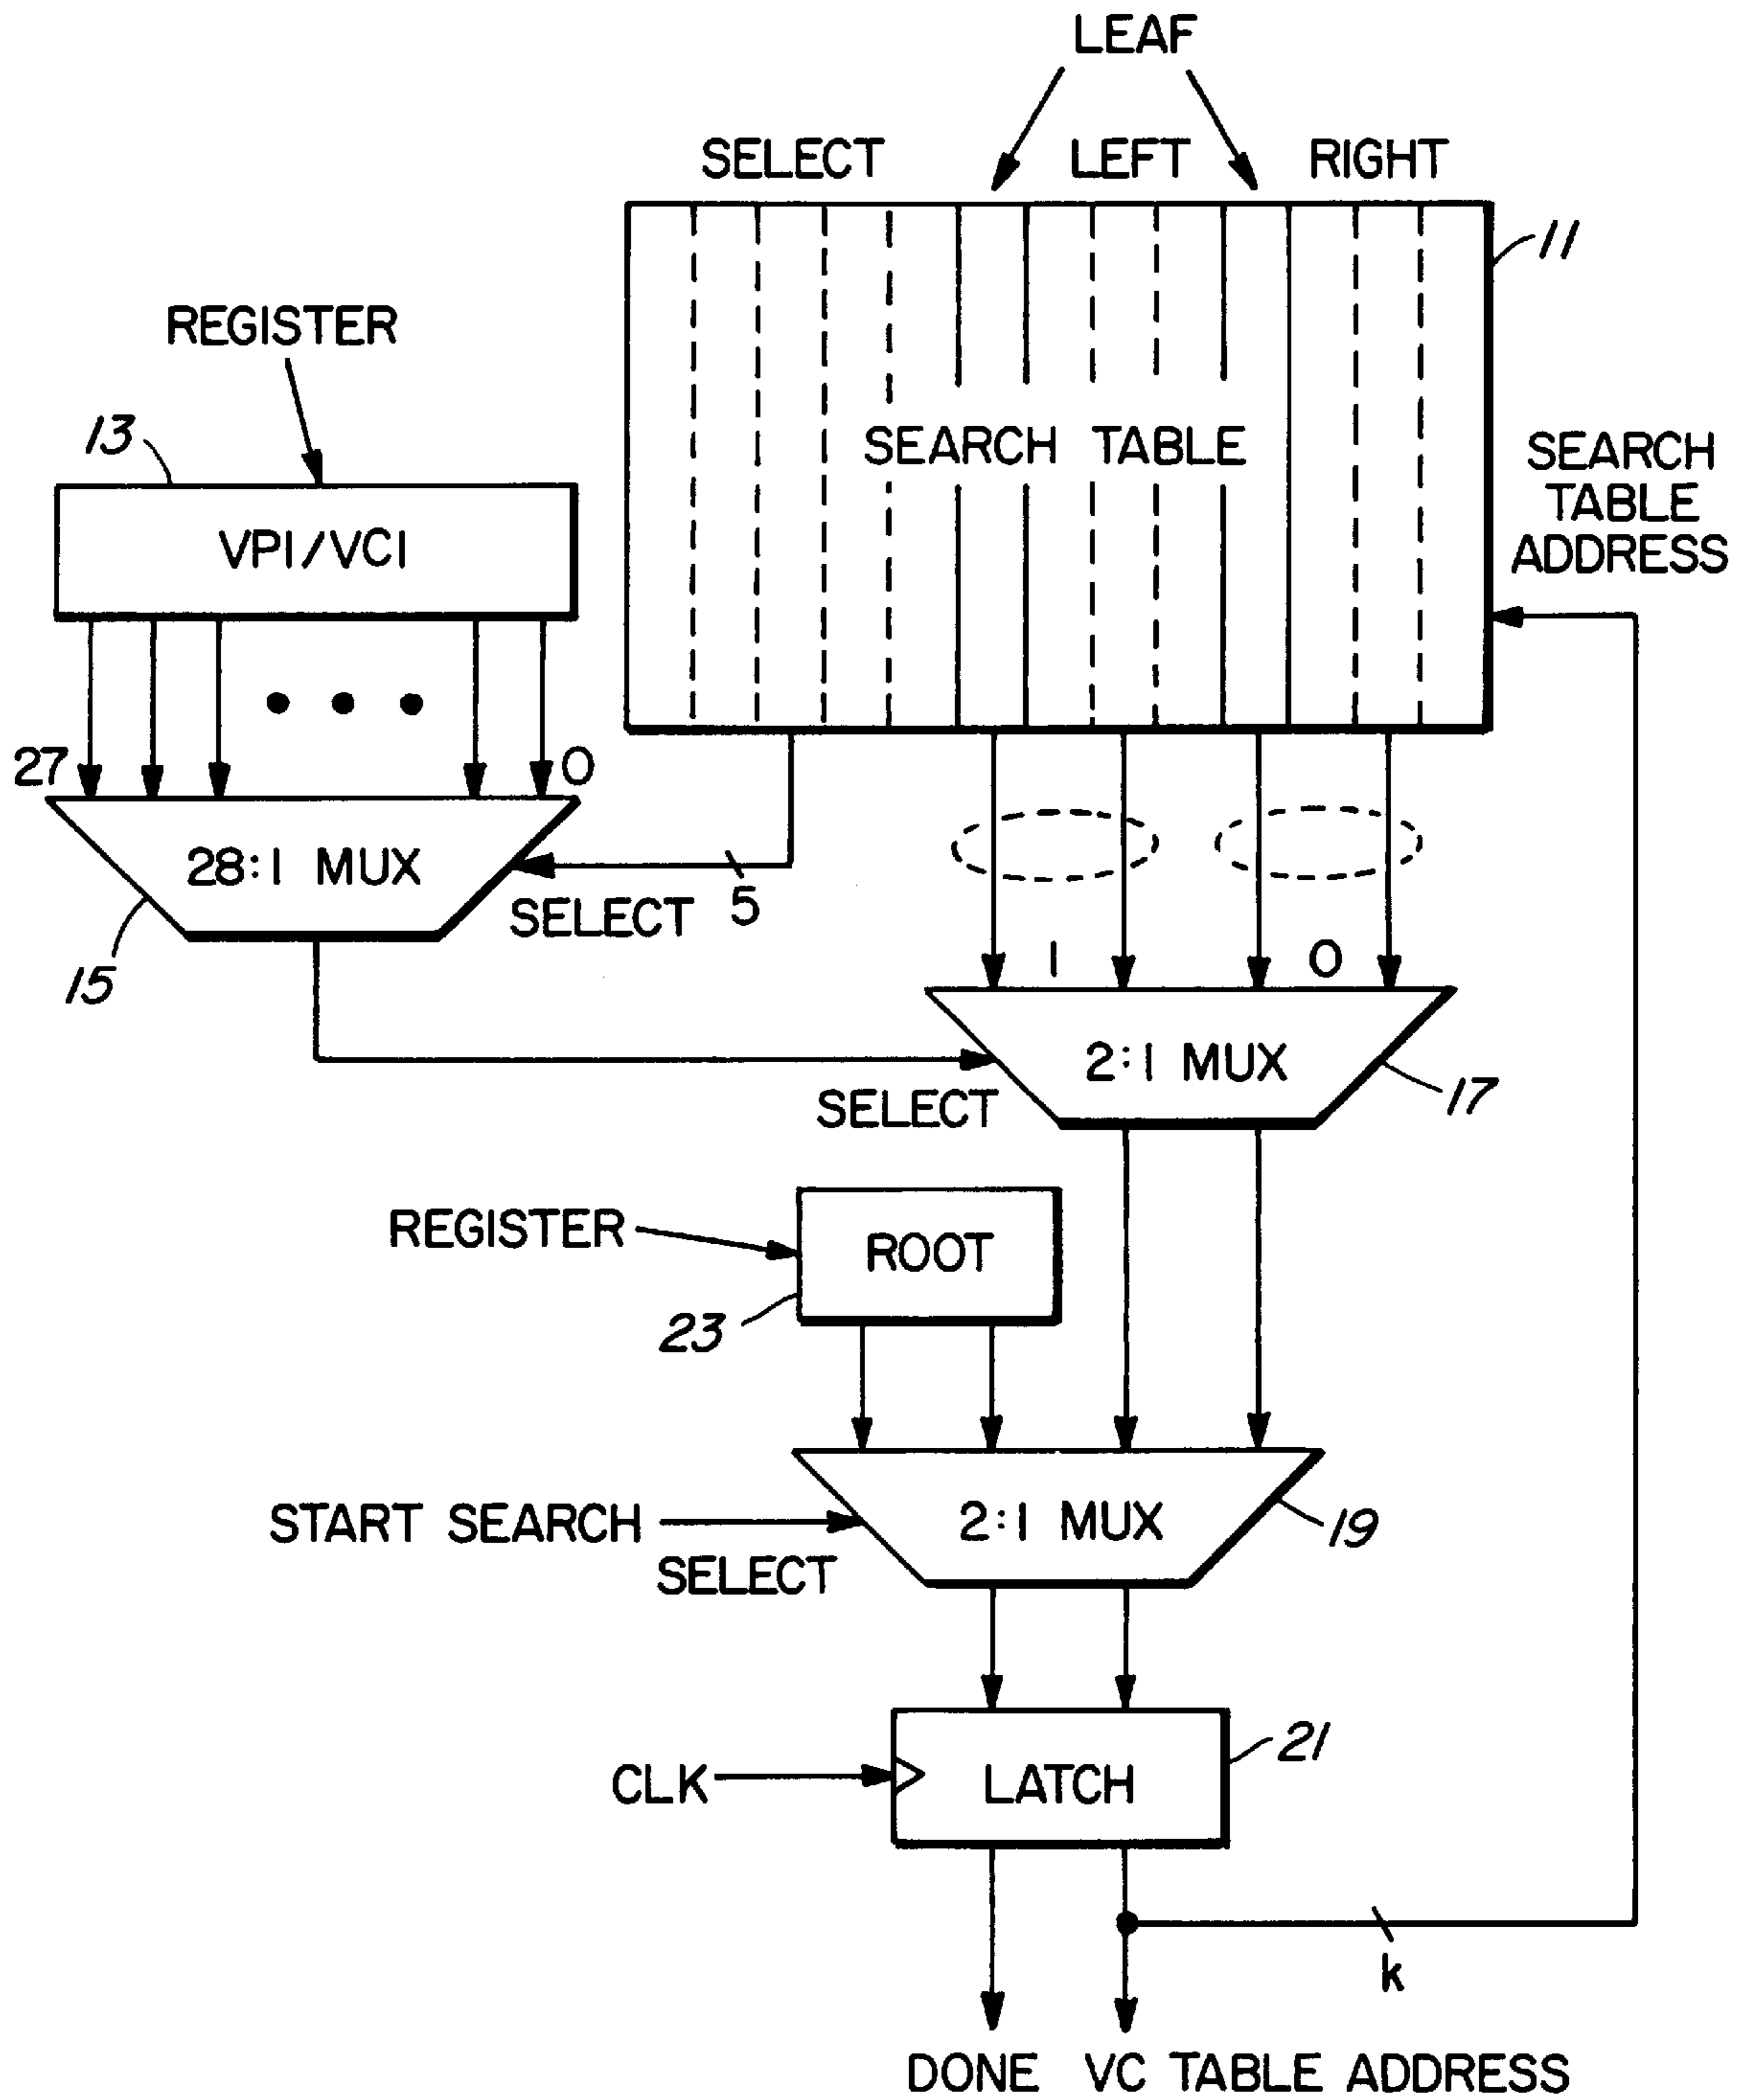 LEAF
SELECT LEFT RIGHT
11
REGISTER
13
SEARCH TABLE
SEARCH
TABLE
ADDRESS
VPI/VCI
27 0
28:1 MUX
SELECT 5
15
1 0
2:1 MUX
17
SELECT
REGISTER
ROOT
23
START SEARCH
2:1 MUX
19
SELECT
21
CLK
LATCH
k
DONE VC TABLE ADDRESS